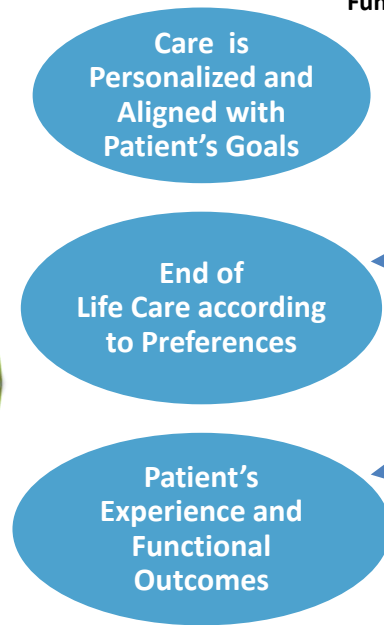 Fun
Care is
Personalized and
Aligned with
Patient's Goals
End of
Life Care according
to Preferences
Patient's
Experience and
Functional
Outcomes